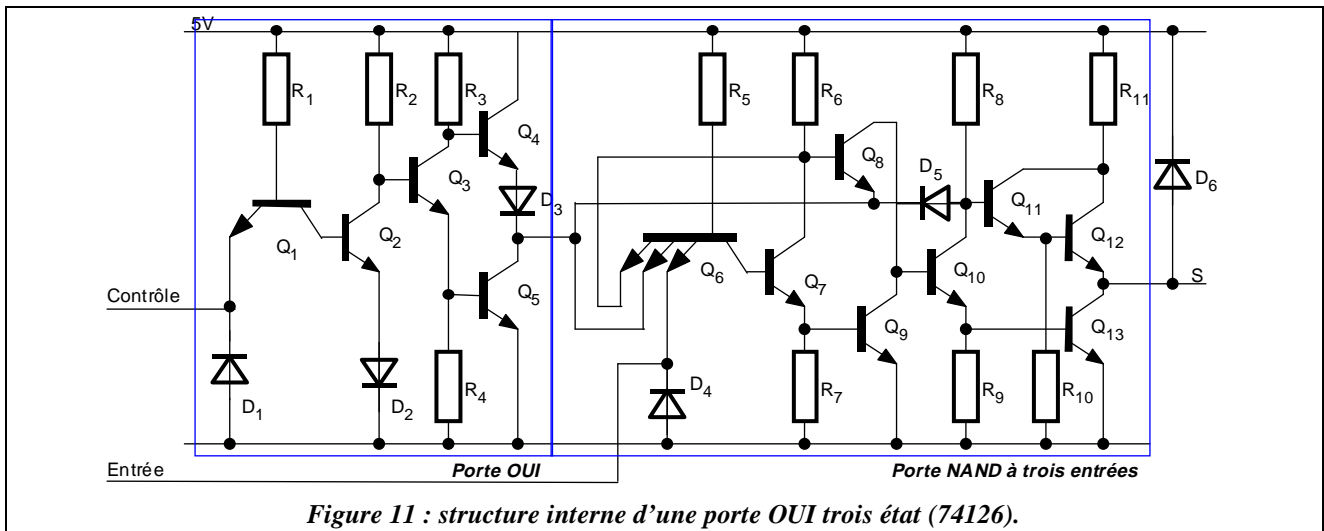 5V
R1
R2
R3
R5
R6
R8
R11
Q4
Q8
D5
D6
Q3
D3
Q11
Q1
Q2
Q12
Q6
Q7
Q10
S
Contrôle
Q5
Q9
Q13
D1
D2
R4
D4
R7
R9
R10
Entrée
Porte OUI
Porte NAND à trois entrées
Figure 11 : structure interne d’une porte OUI trois état (74126).